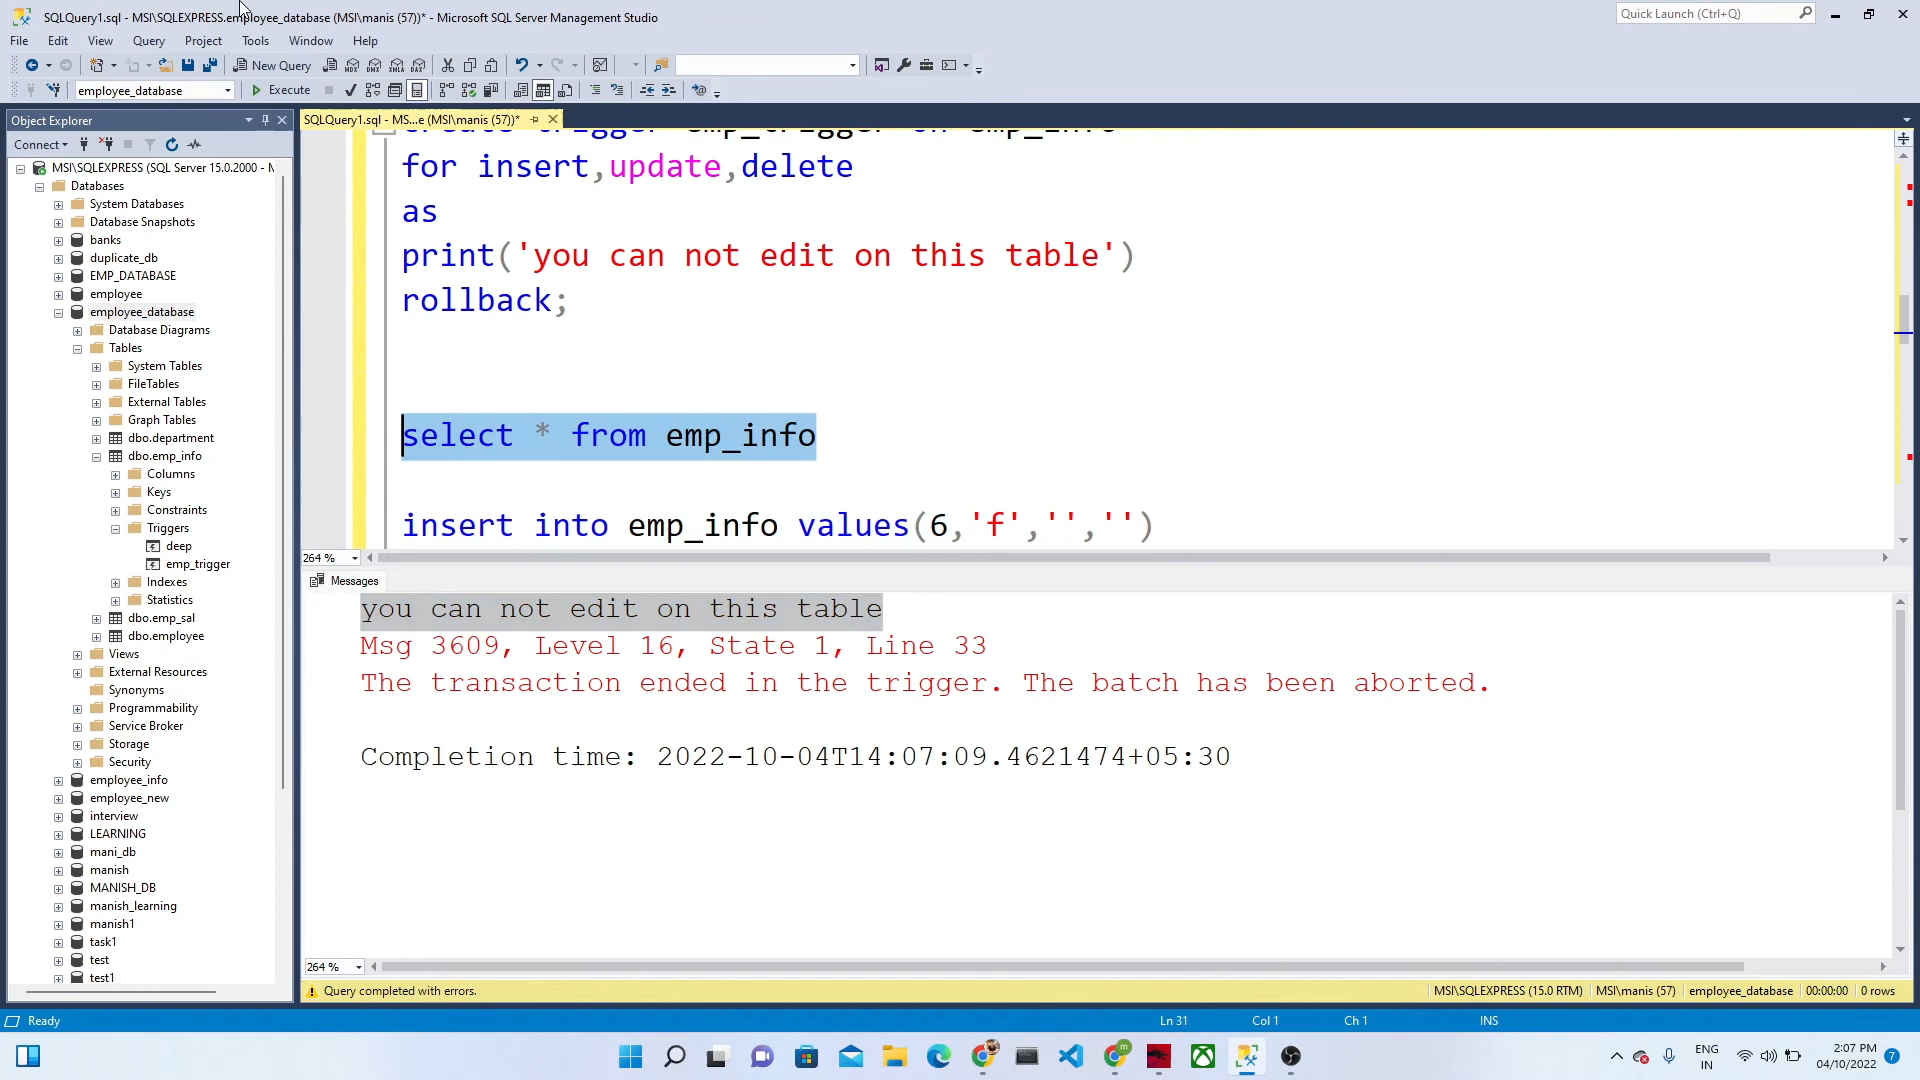 SQLQuery1.sql - MSI\SQLEXPRESS.employee_database (MSI\manis (57))* - Microsoft SQL Server Management Studio
Quick Launch (Ctrl+Q)
File Edit View Query Project Tools Window Help
New Query
employee_database Execute
Object Explorer
SQLQuery1.sql - MS...e (MSI\manis (57))*
Connect
MSI\SQLEXPRESS (SQL Server 15.0.2000 -
Databases
System Databases
Database Snapshots
banks
duplicate_db
EMP_DATABASE
employee
employee_database
Database Diagrams
Tables
System Tables
FileTables
External Tables
Graph Tables
dbo.department
dbo.emp_info
Columns
Keys
Constraints
Triggers
deep
emp_trigger
Indexes
Statistics
dbo.emp_sal
dbo.employee
Views
External Resources
Synonyms
Programmability
Service Broker
Storage
Security
employee_info
employee_new
interview
LEARNING
mani_db
manish
MANISH_DB
manish_learning
manish1
task1
test
test1
create trigger emp_trigger on emp_info
for insert,update,delete
as
print('you can not edit on this table')
rollback;
select * from emp_info
insert into emp_info values(6,'f','','')
264 %
Messages
you can not edit on this table
Msg 3609, Level 16, State 1, Line 33
The transaction ended in the trigger. The batch has been aborted.
Completion time: 2022-10-04T14:07:09.4621474+05:30
264 %
Query completed with errors.
MSI\SQLEXPRESS (15.0 RTM) MSI\manis (57) employee_database 00:00:00 0 rows
Ready
Ln 31 Col 1 Ch 1 INS
m
ENG
IN
2:07 PM
04/10/2022
7